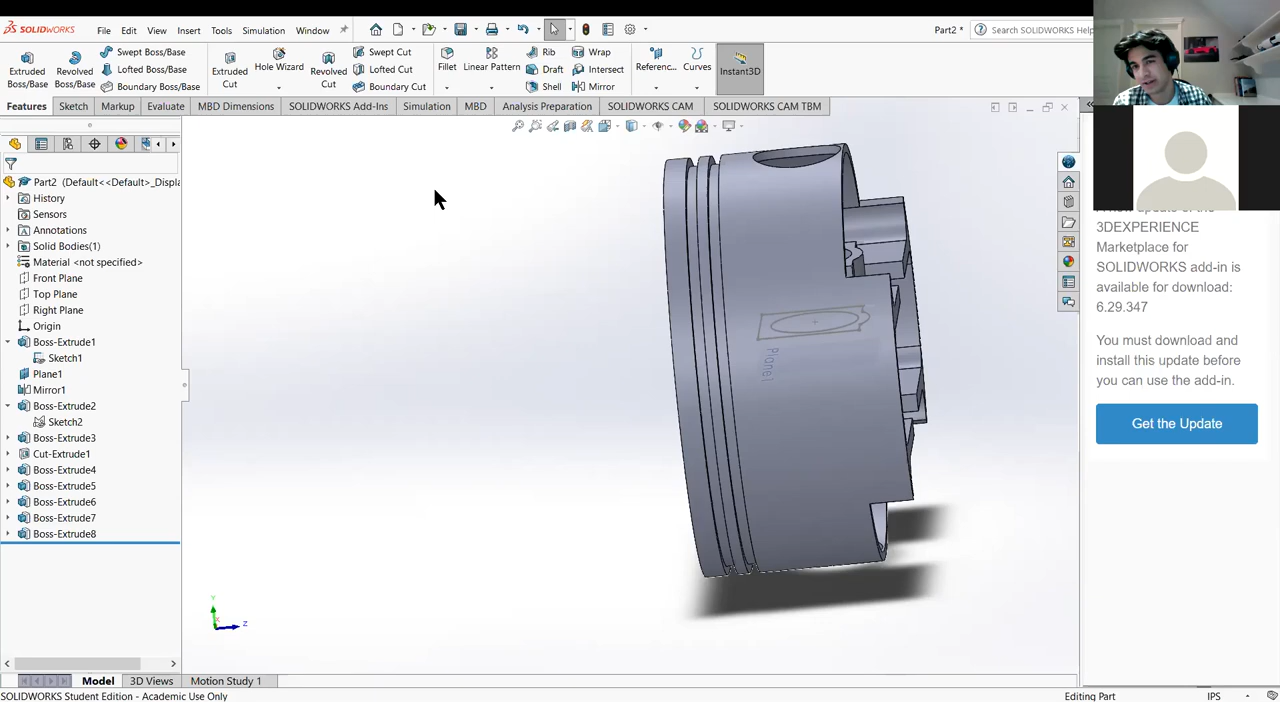 SOLIDWORKS File Edit View Insert Tools Simulation Window Part2 * Search SOLIDWORKS Help
Extruded Boss/Base
Revolved Boss/Base
Swept Boss/Base
Lofted Boss/Base
Boundary Boss/Base
Extruded Cut
Hole Wizard
Revolved Cut
Swept Cut
Lofted Cut
Boundary Cut
Fillet
Linear Pattern
Rib
Draft
Shell
Wrap
Intersect
Mirror
Referenc...
Curves
Instant3D
Features Sketch Markup Evaluate MBD Dimensions SOLIDWORKS Add-Ins Simulation MBD Analysis Preparation SOLIDWORKS CAM SOLIDWORKS CAM TBM
Part2 (Default<<Default>_Displa
History
Sensors
Annotations
Solid Bodies(1)
Material <not specified>
Front Plane
Top Plane
Right Plane
Origin
Boss-Extrude1
Sketch1
Plane1
Mirror1
Boss-Extrude2
Sketch2
Boss-Extrude3
Cut-Extrude1
Boss-Extrude4
Boss-Extrude5
Boss-Extrude6
Boss-Extrude7
Boss-Extrude8
Plane1
Y
X
Z
3DEXPERIENCE
Marketplace for
SOLIDWORKS add-in is
available for download:
6.29.347
You must download and
install this update before
you can use the add-in.
Get the Update
Model 3D Views Motion Study 1
SOLIDWORKS Student Edition - Academic Use Only Editing Part IPS